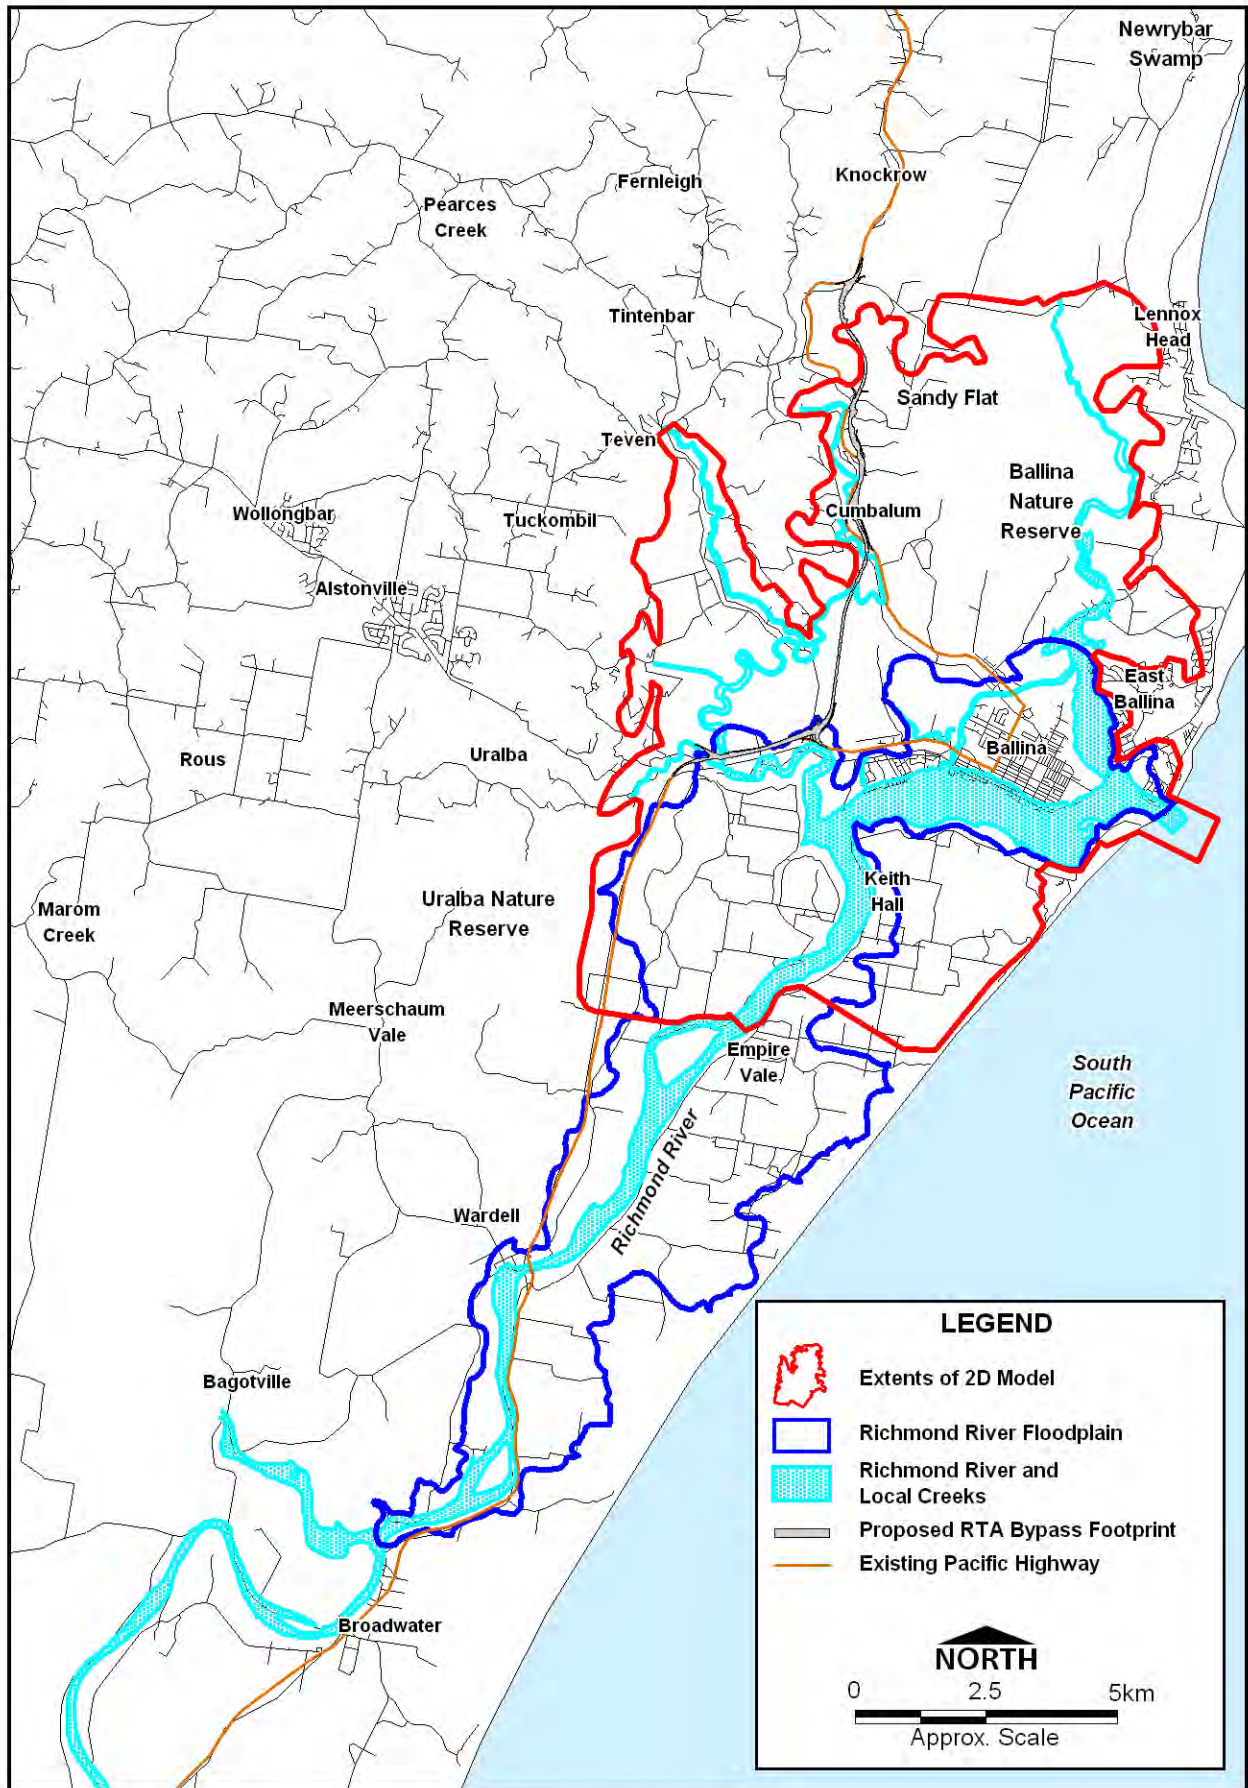 Newrybar
Swamp
Knockrow
Fernleigh
Pearces
Creek
Tintenbar
Lennox
Head
Sandy Flat
Teven
Ballina
Nature
Reserve
Wollongbar
Tuckombil
Cumbalum
Alstonville
East
Ballina
Ballina
Rous
Uralba
Keith
Hall
Uralba Nature
Reserve
Marom
Creek
Meerschaum
Vale
Empire
Vale
South
Pacific
Ocean
Richmond River
Wardell
Bagotville
Broadwater
LEGEND
Extents of 2D Model
Richmond River Floodplain
Richmond River and
Local Creeks
Proposed RTA Bypass Footprint
Existing Pacific Highway
NORTH
0 2.5 5km
Approx. Scale